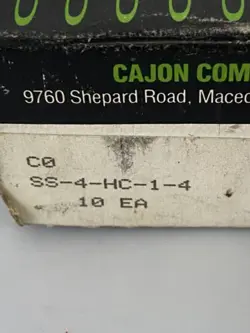 CAJON COM
9760 Shepard Road, Maced
C0
SS-4-HC-1-4
10 EA